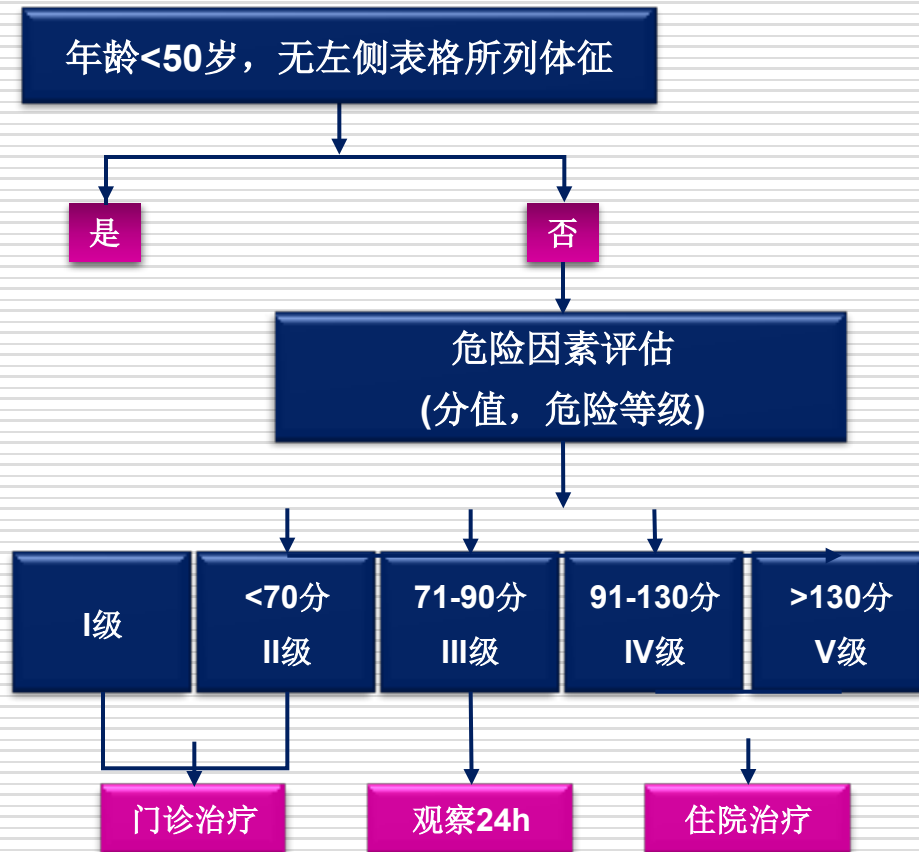 年龄<50岁，无左侧表格所列体征
是
否
危险因素评估
(分值，危险等级)
I级
<70分
II级
71-90分
III级
91-130分
IV级
>130分
V级
门诊治疗
观察24h
住院治疗